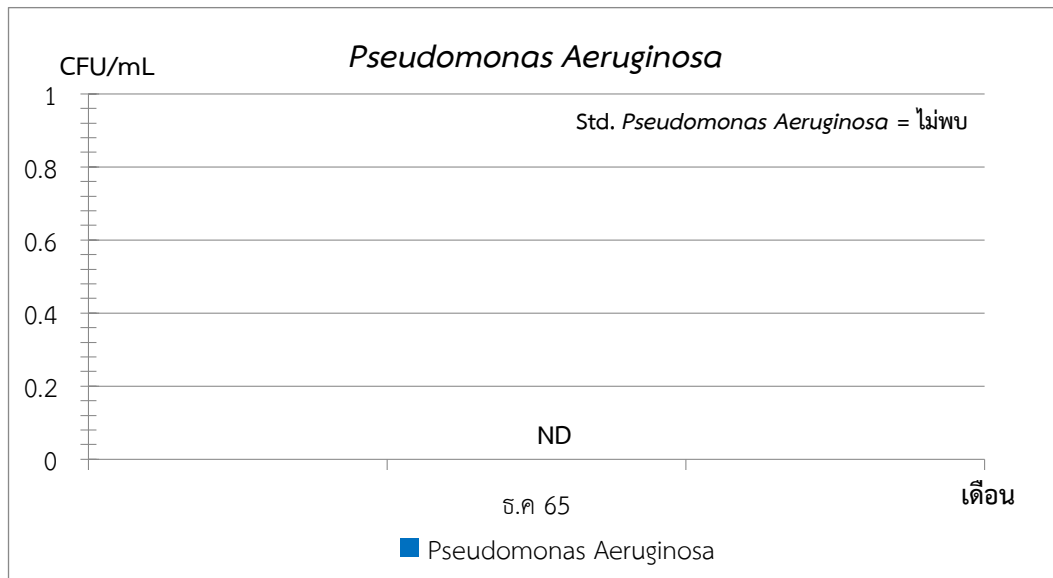 Pseudomonas Aeruginosa
CFU/mL
Std. Pseudomonas Aeruginosa = ไม่พบ
1
0.8
0.6
0.4
0.2
0
ND
ธ.ค 65
เดือน
Pseudomonas Aeruginosa